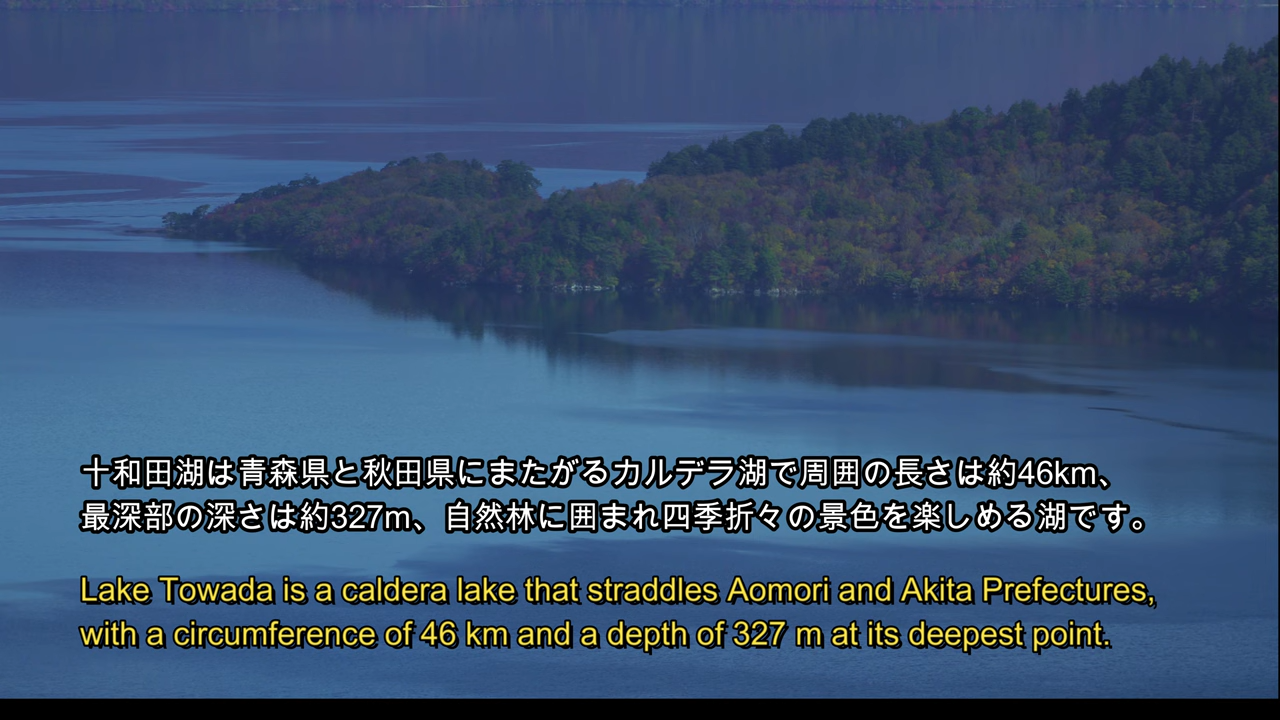 十和田湖は青森県と秋田県にまたがるカルデラ湖で周囲の長さは約46km、
最深部の深さは約327m、自然林に囲まれ四季折々の景色を楽しめる湖です。
Lake Towada is a caldera lake that straddles Aomori and Akita Prefectures,
with a circumference of 46 km and a depth of 327 m at its deepest point.